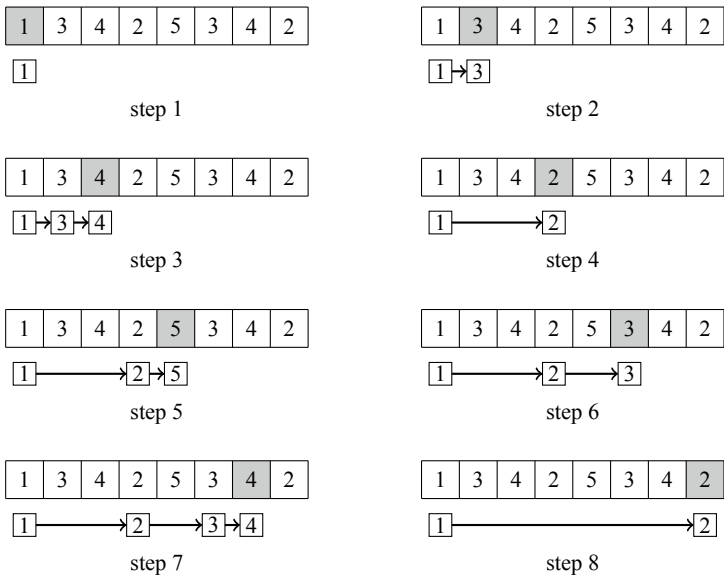 1 3 4 2 5 3 4 2
1
step 1
1 3 4 2 5 3 4 2
1 3
step 2
1 3 4 2 5 3 4 2
1 3 4
step 3
1 3 4 2 5 3 4 2
1 2
step 4
1 3 4 2 5 3 4 2
1 2 5
step 5
1 3 4 2 5 3 4 2
1 2 3
step 6
1 3 4 2 5 3 4 2
1 2 3 4
step 7
1 3 4 2 5 3 4 2
1 2
step 8